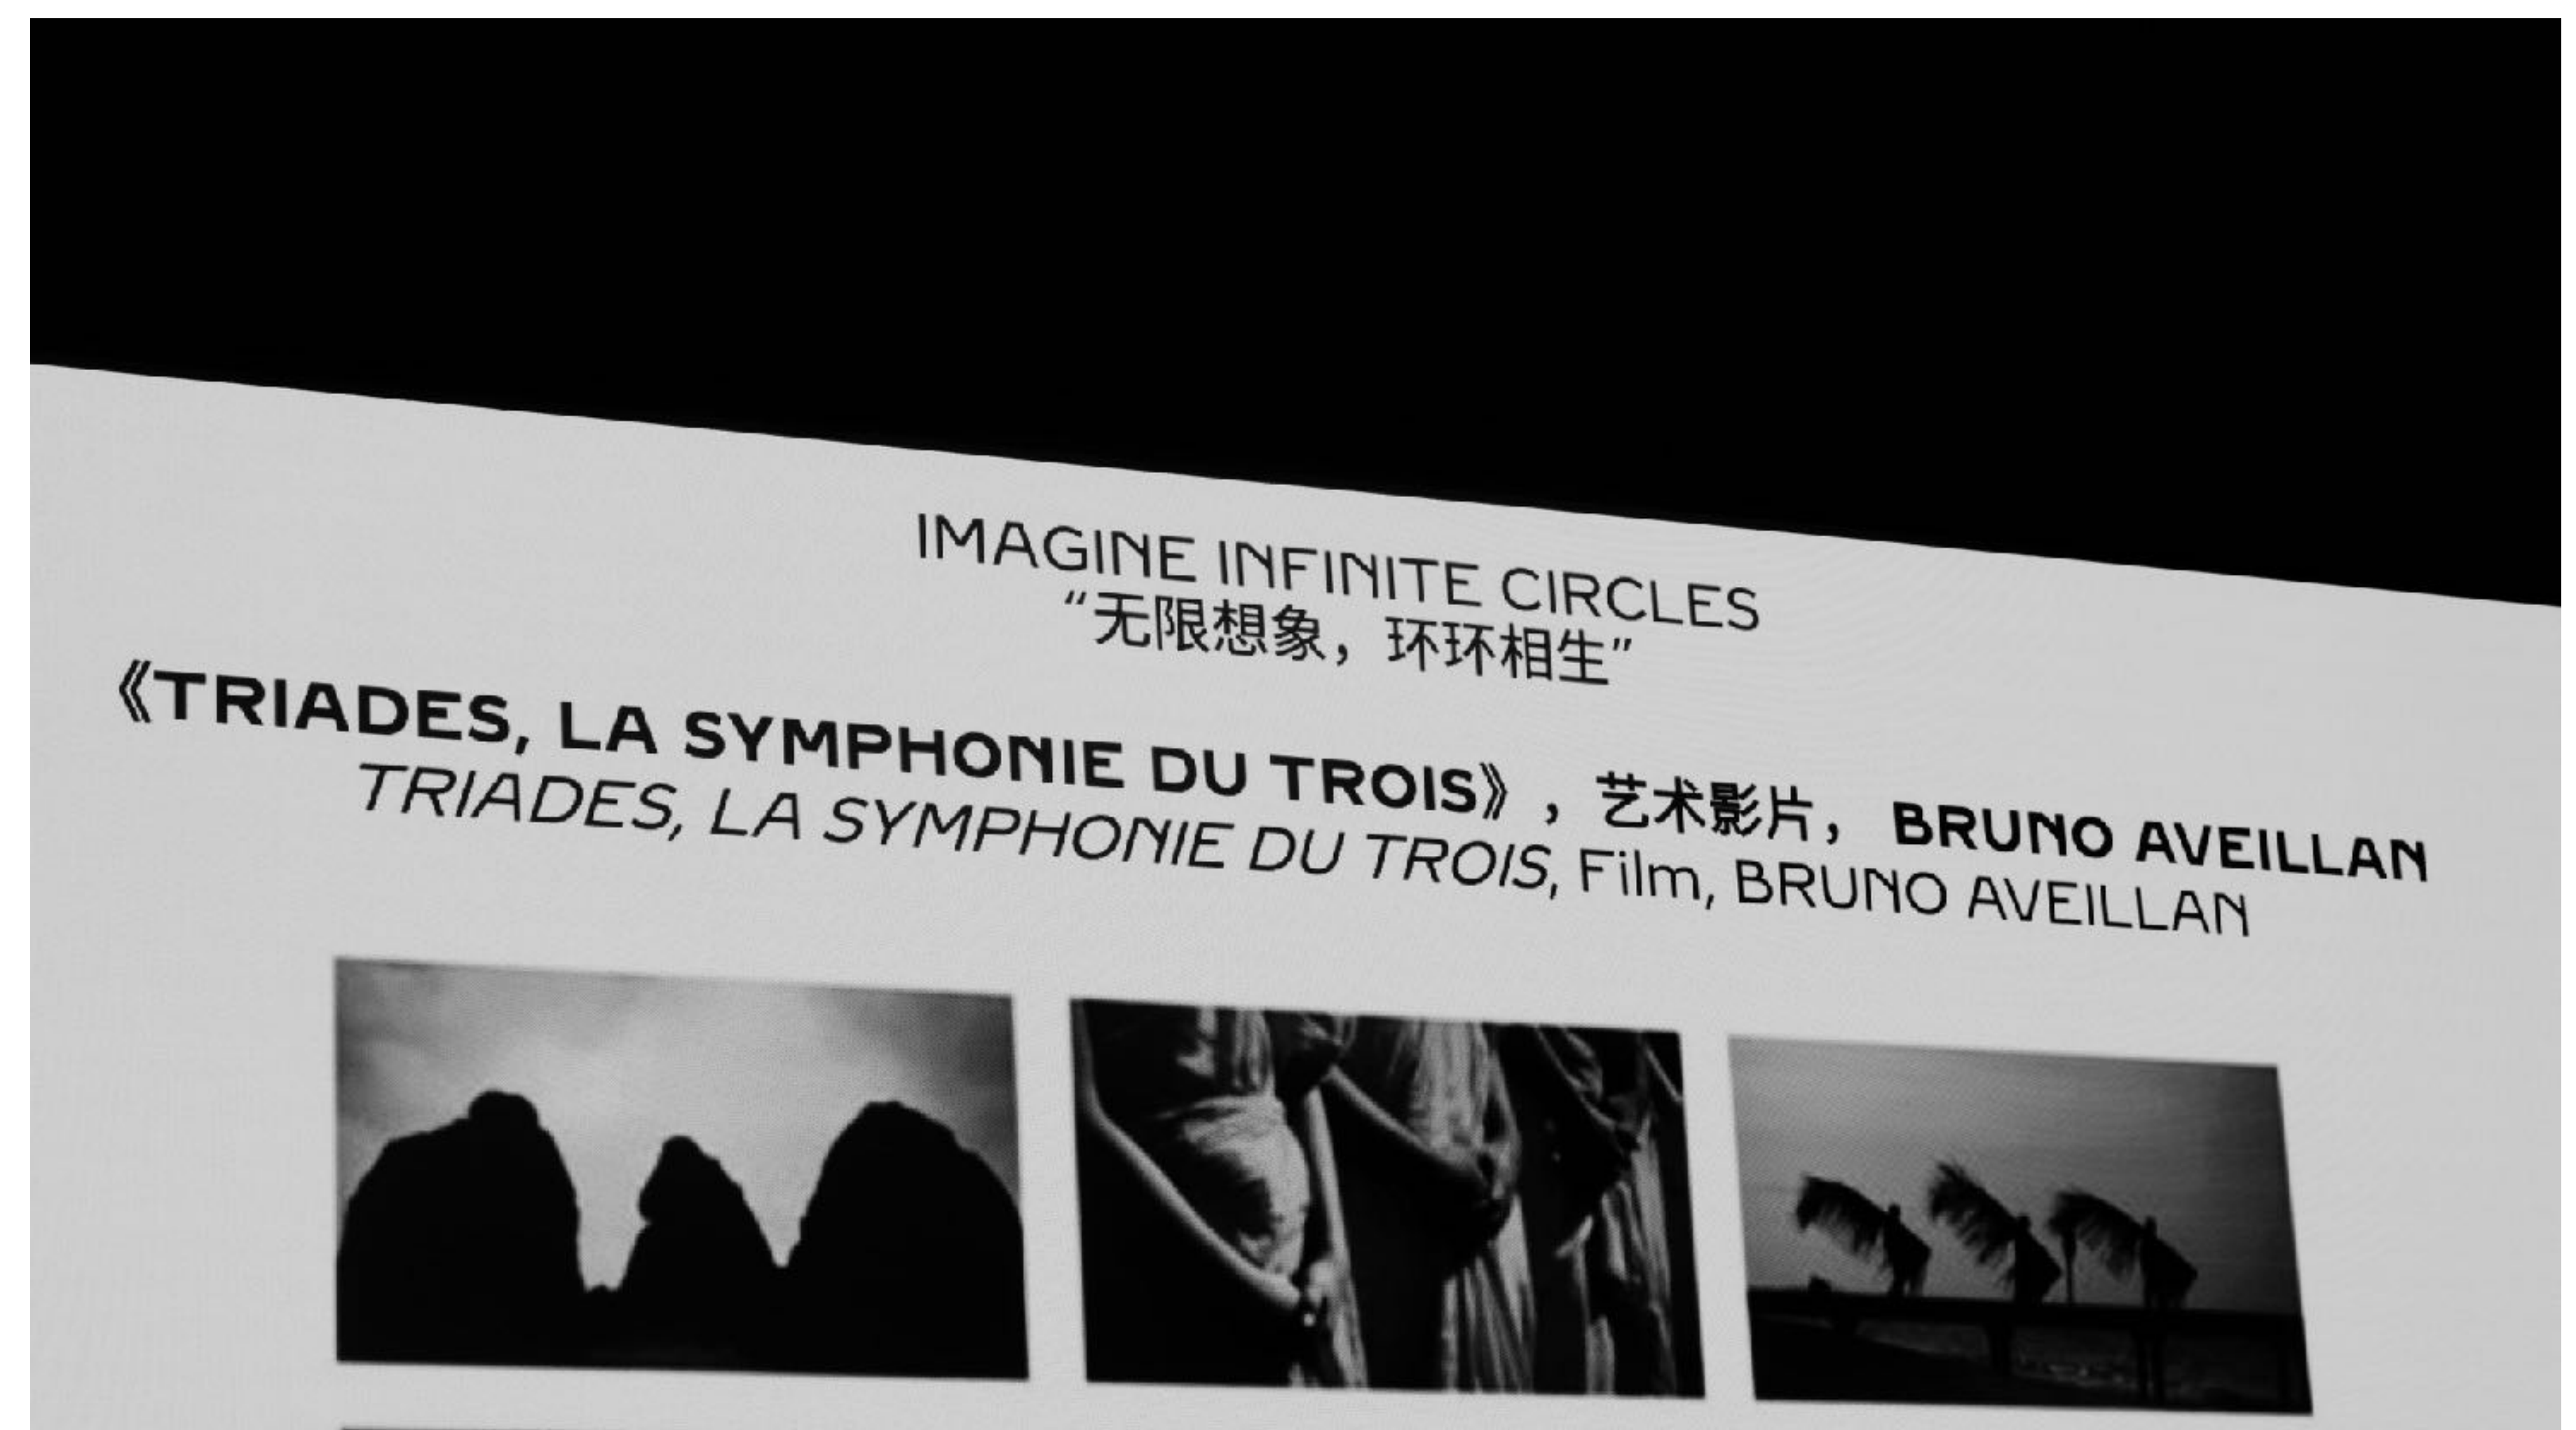 IMAGINE INFINITE CIRCLES
“无限想象，环环相生”
《TRIADES, LA SYMPHONIE DU TROIS》，艺术影片，BRUNO AVEILLAN
TRIADES, LA SYMPHONIE DU TROIS, Film, BRUNO AVEILLAN